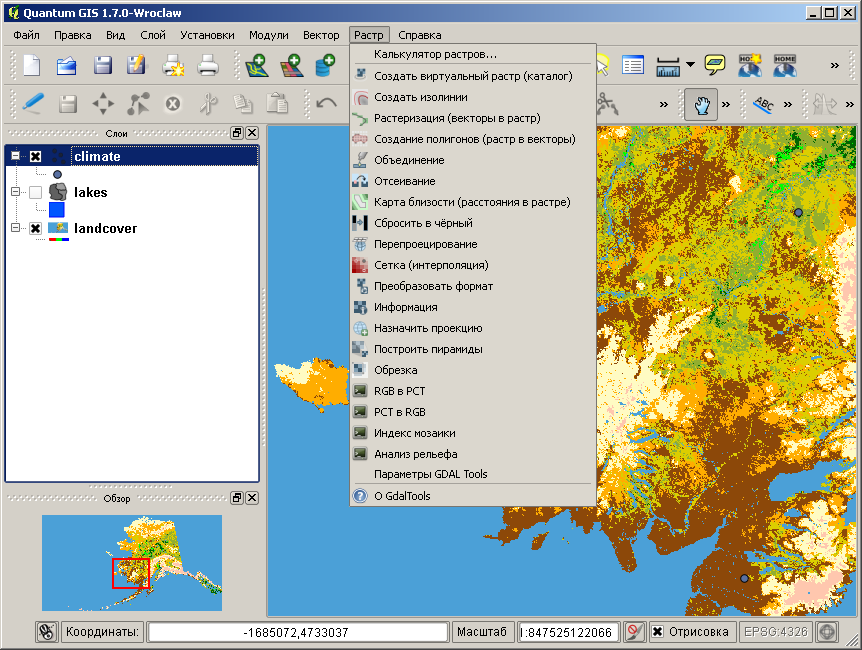 Quantum GIS 1.7.0-Wroclaw
Файл Правка Вид Слой Установки Модули Вектор Растр Справка
Калькулятор растров...
Создать виртуальный растр (каталог)
Создать изолинии
Растеризация (векторы в растр)
Создание полигонов (растр в векторы)
Объединение
Отсеивание
Карта близости (расстояния в растре)
Сбросить в чёрный
Перепроецирование
Сетка (интерполяция)
Преобразовать формат
Информация
Назначить проекцию
Построить пирамиды
Обрезка
RGB в PCT
PCT в RGB
Индекс мозаики
Анализ рельефа
Параметры GDAL Tools
О GdalTools
HOME
ABC
Слои
climate
lakes
landcover
Обзор
Координаты: -1685072,4733037 Масштаб 1:847525122066 Отрисовка EPSG:4326